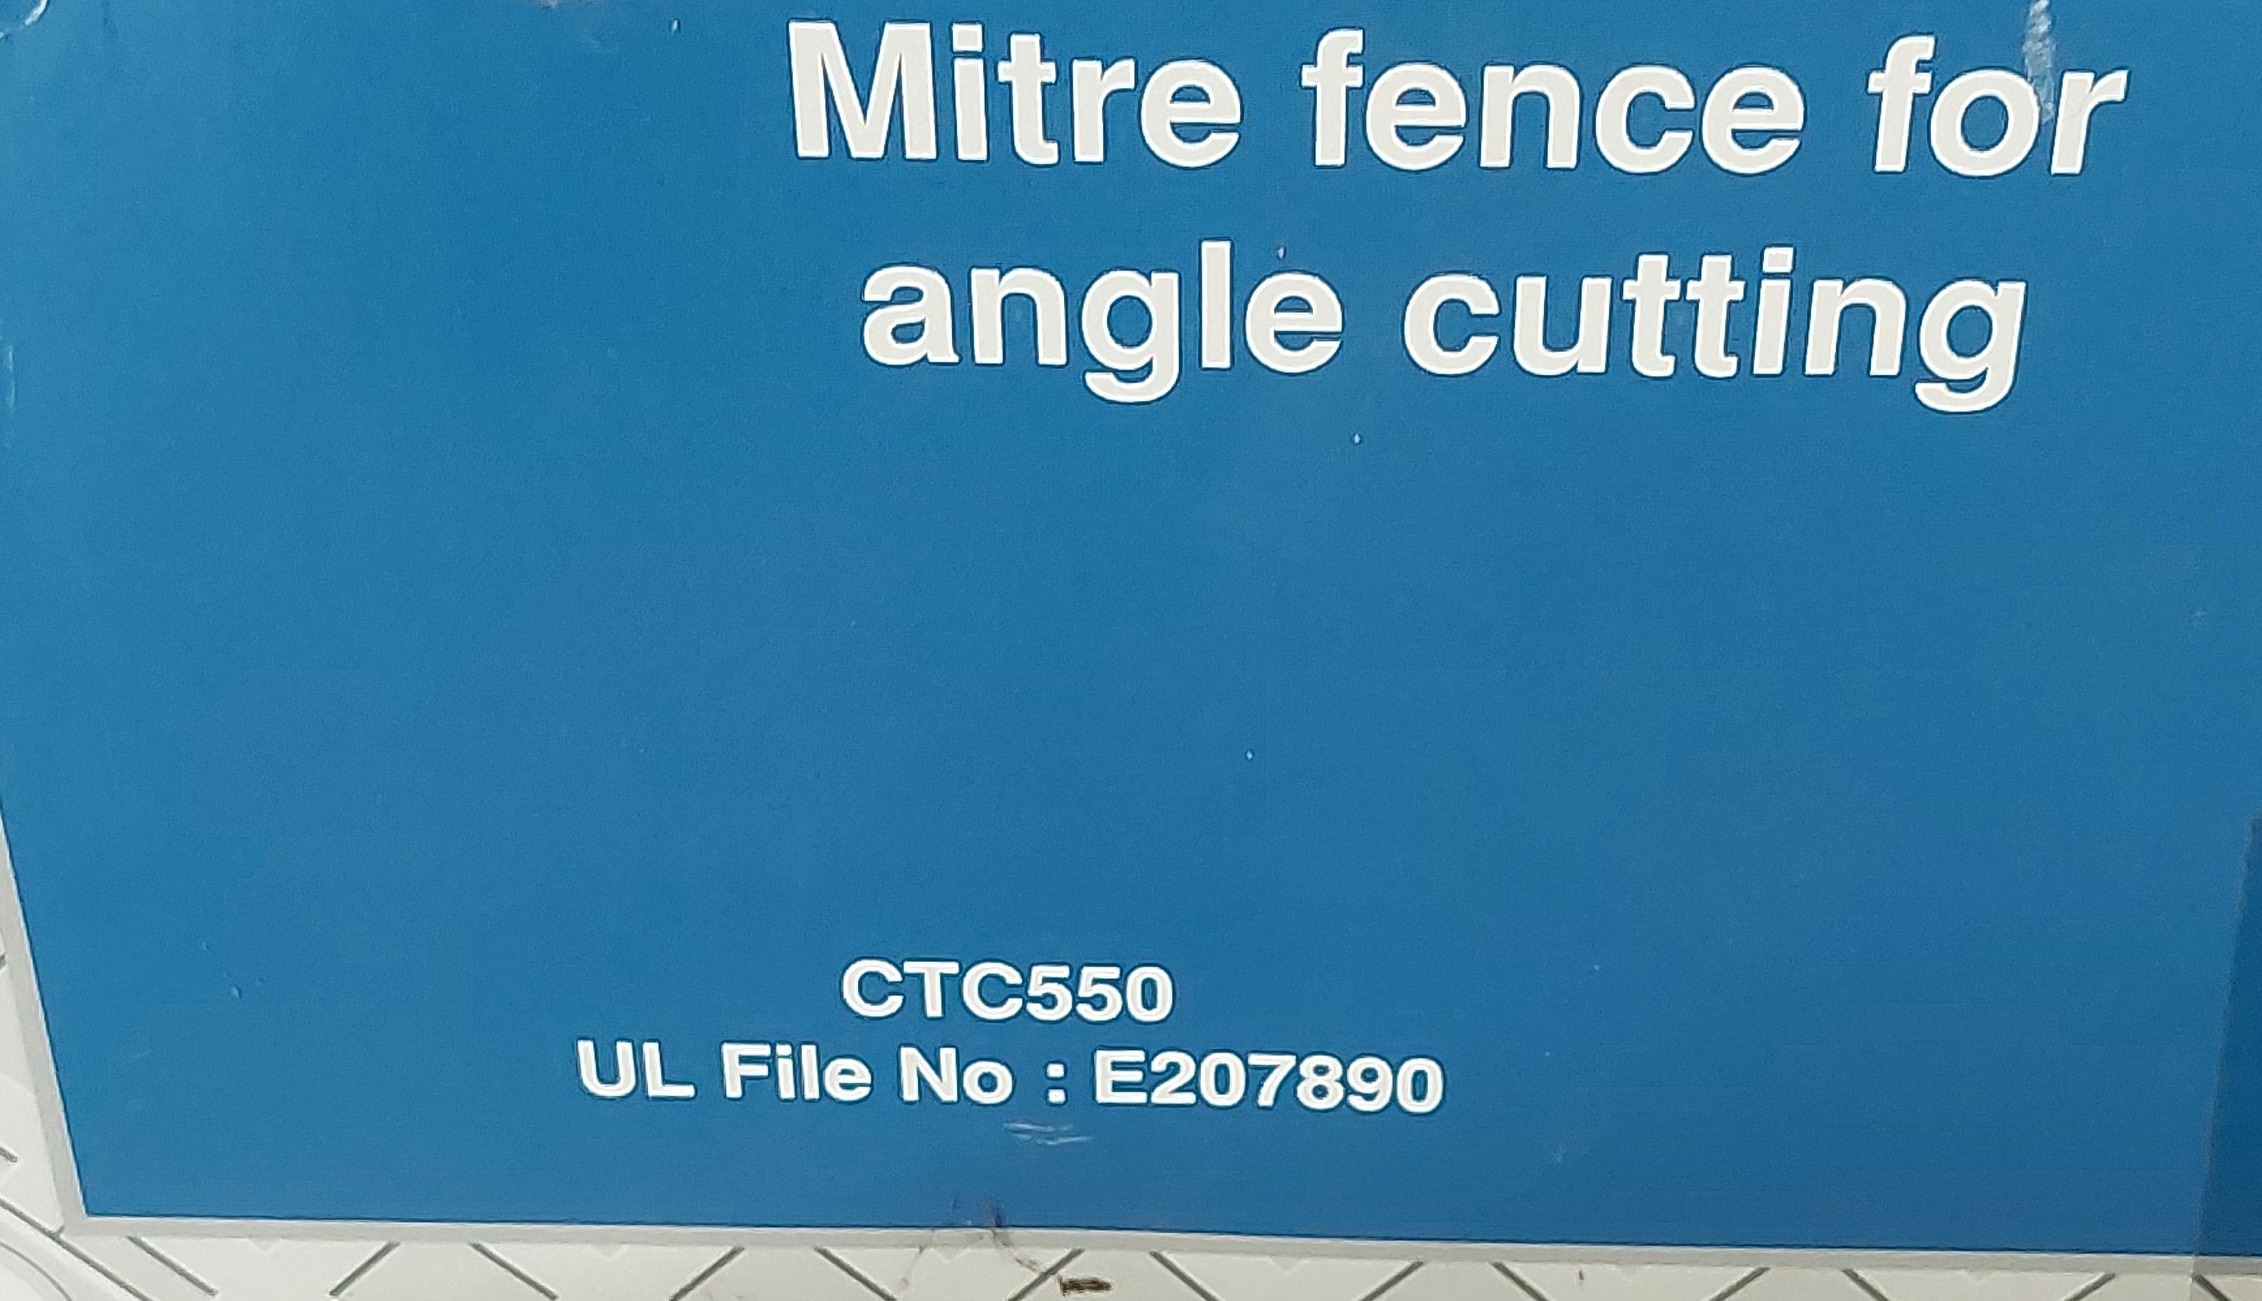 Mitre fence for
angle cutting
CTC550
UL File No : E207890